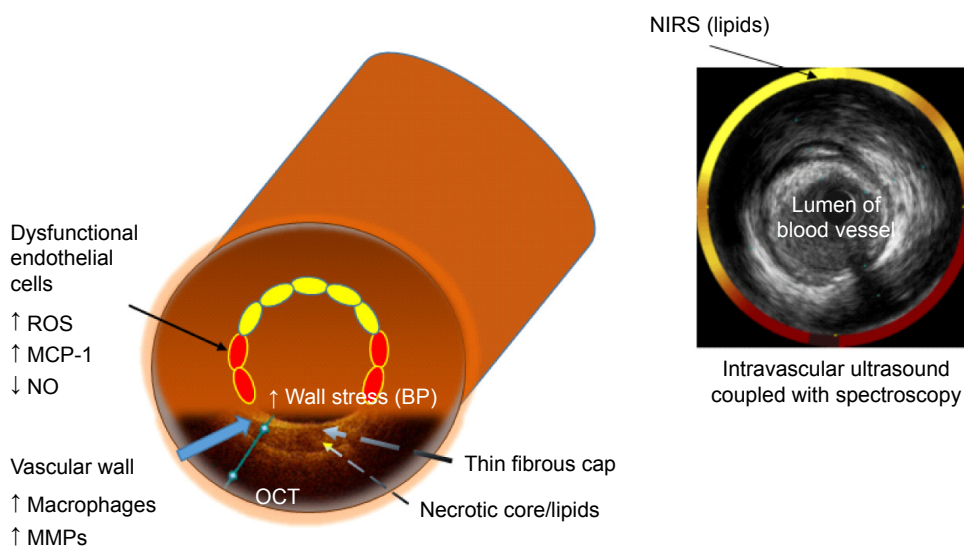 NIRS (lipids)
Lumen of
blood vessel
Intravascular ultrasound
coupled with spectroscopy
Dysfunctional
endothelial
cells
↑ ROS
↑ MCP-1
↓ NO
↑ Wall stress (BP)
Vascular wall
↑ Macrophages
↑ MMPs
OCT
Thin fibrous cap
Necrotic core/lipids